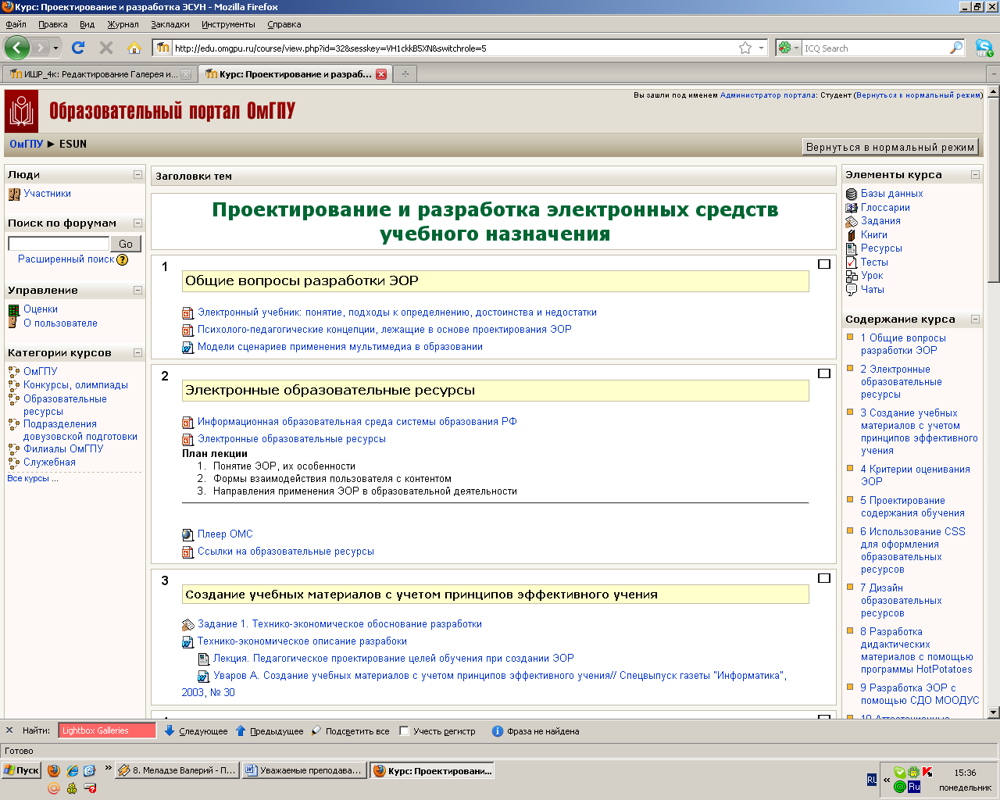 Курс: Проектирование и разработка ЭСУН - Mozilla Firefox
Файл Правка Вид Журнал Закладки Инструменты Справка
http://edu.omgpu.ru/course/view.php?id=32&sesskey=VH1ckkB5XN&switchrole=5
ICQ Search
ИШР_4к: Редактирование Галерея и...
Курс: Проектирование и разраб...
Вы зашли под именем Администратор портала: Студент (Вернуться в нормальный режим)
Образовательный портал ОмГПУ
ОмГПУ ► ESUN
Вернуться в нормальный режим
Люди
Участники
Поиск по форумам
Go
Расширенный поиск
Управление
Оценки
О пользователе
Категории курсов
ОмГПУ
Конкурсы, олимпиады
Образовательные
ресурсы
Подразделения
довузовской подготовки
Филиалы ОмГПУ
Служебная
Все курсы ...
Заголовки тем
Проектирование и разработка электронных средств
учебного назначения
1
Общие вопросы разработки ЭОР
Электронный учебник: понятие, подходы к определнению, достоинства и недостатки
Психолого-педагогические концепции, лежащие в основе проектирования ЭОР
Модели сценариев применения мультимедиа в образовании
2
Электронные образовательные ресурсы
Информационная образовательная среда системы образования РФ
Электронные образовательные ресурсы
План лекции
1. Понятие ЭОР, их особенности
2. Формы взаимодействия пользователя с контентом
3. Направления применения ЭОР в образовательной деятельности
Плеер ОМС
Ссылки на образовательные ресурсы
3
Создание учебных материалов с учетом принципов эффективного учения
Задание 1. Технико-экономическое обоснование разработки
Технико-экономическое описание разрабоки
Лекция. Педагогическое проектирование целей обучения при создании ЭОР
Уваров А. Создание учебных материалов с учетом принципов эффективного учения// Спецвыпуск газеты "Информатика",
2003, № 30
Элементы курса
Базы данных
Глоссарии
Задания
Книги
Ресурсы
Тесты
Урок
Чаты
Содержание курса
1 Общие вопросы
разработки ЭОР
2 Электронные
образовательные
ресурсы
3 Создание учебных
материалов с учетом
принципов эффективного
учения
4 Критерии оценивания
ЭОР
5 Проектирование
содержания обучения
6 Использование CSS
для оформления
образовательных
ресурсов
7 Дизайн
образовательных
ресурсов
8 Разработка
дидактических
материалов с помощью
программы HotPotatoes
9 Разработка ЭОР с
помощью СДО МООДУС
10 Аттестационные
Найти: Lightbox Galleries Следующее Предыдущее Подсветить все Учесть регистр Фраза не найдена
Готово
Пуск
8. Меладзе Валерий - П...
Уважаемые преподава...
Курс: Проектировани...
RL
Ru
15:36
понедельник